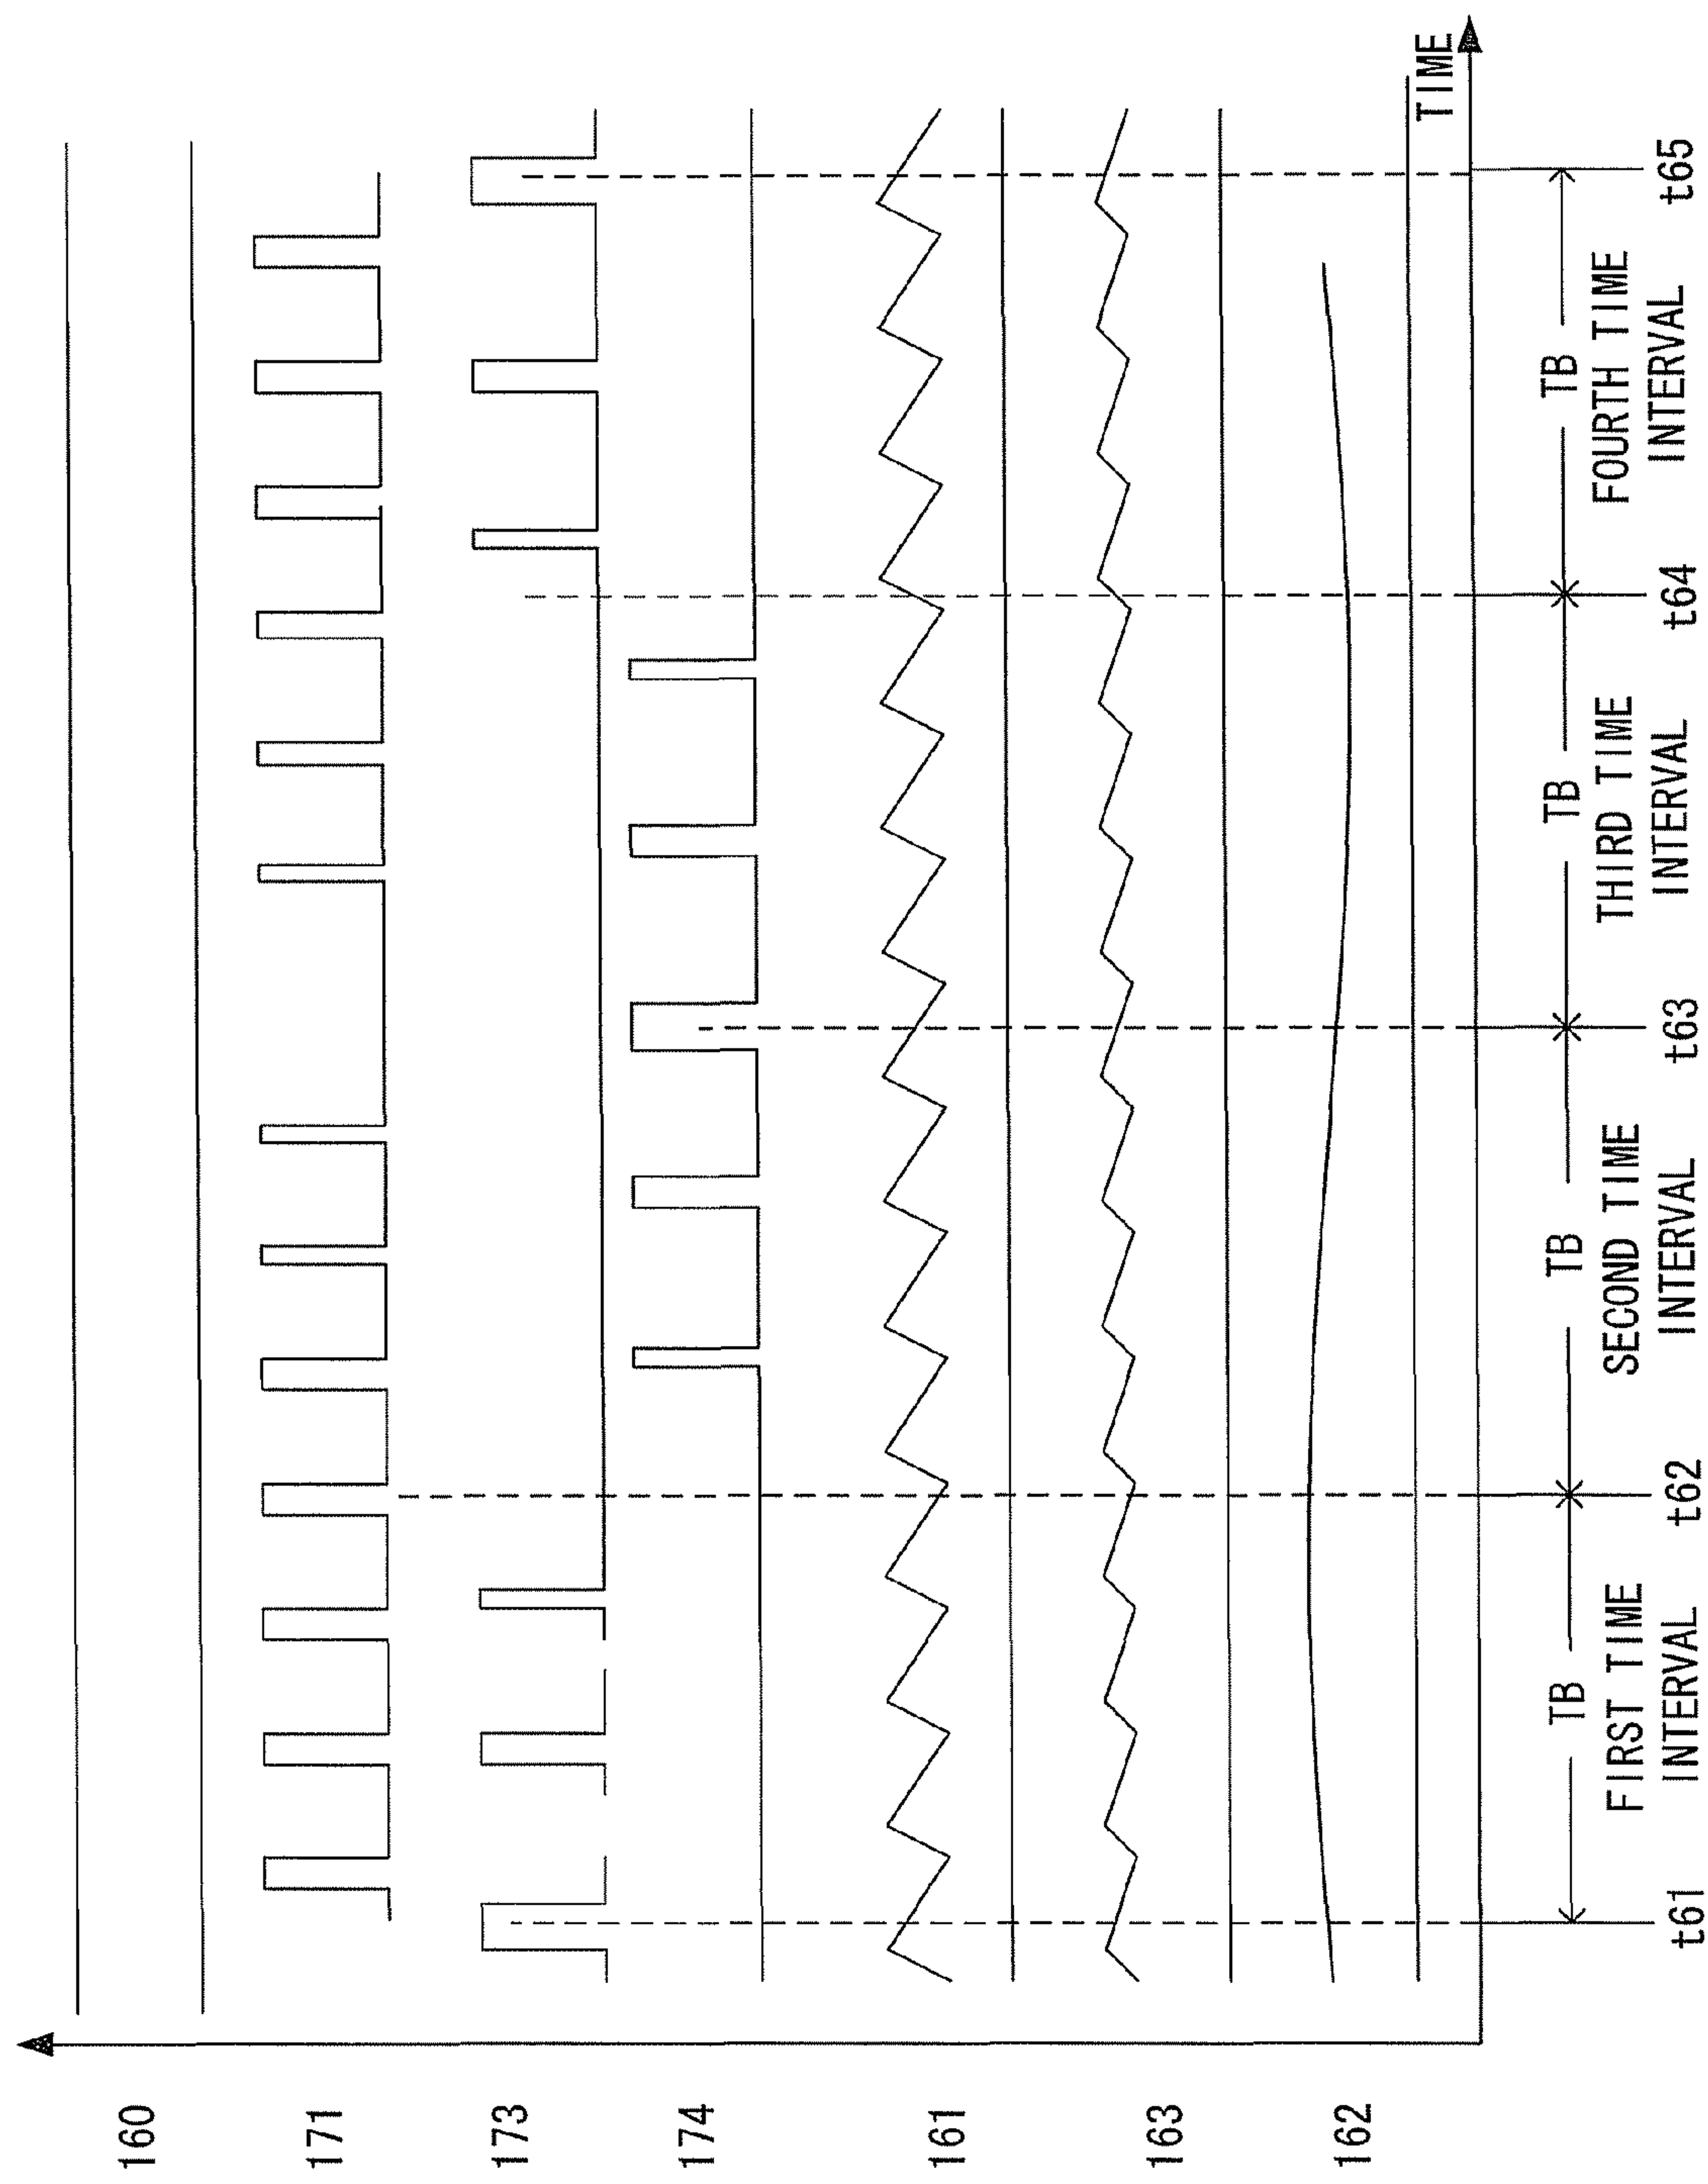 160
171
173
174
161
163
162
TIME
t61
t62
t63
t64
t65
TB
TB
TB
TB
FIRST TIME
INTERVAL
SECOND TIME
INTERVAL
THIRD TIME
INTERVAL
FOURTH TIME
INTERVAL